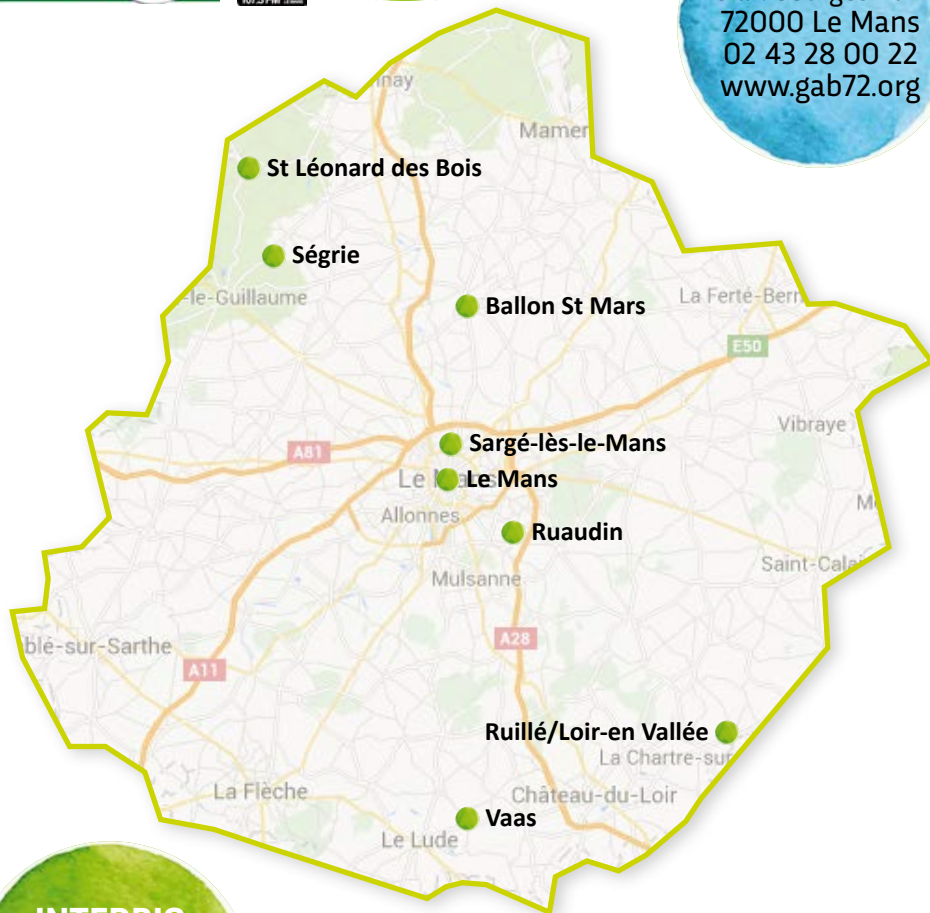 72000 Le Mans
02 43 28 00 22
www.gab72.org
Mamer
St Léonard des Bois
Ségrie
-le-Guillaume
Ballon St Mars
La Ferté-Bern
E50
Vibraye
Sargé-lès-le-Mans
A81
Le Mans
Allonnes
Ruaudin
Mulsanne
Saint-Calai
blé-sur-Sarthe
A28
A11
Ruillé/Loir-en Vallée
La Chartre-sur
La Flèche
Château-du-Loir
Vaas
Le Lude
INTERBIO